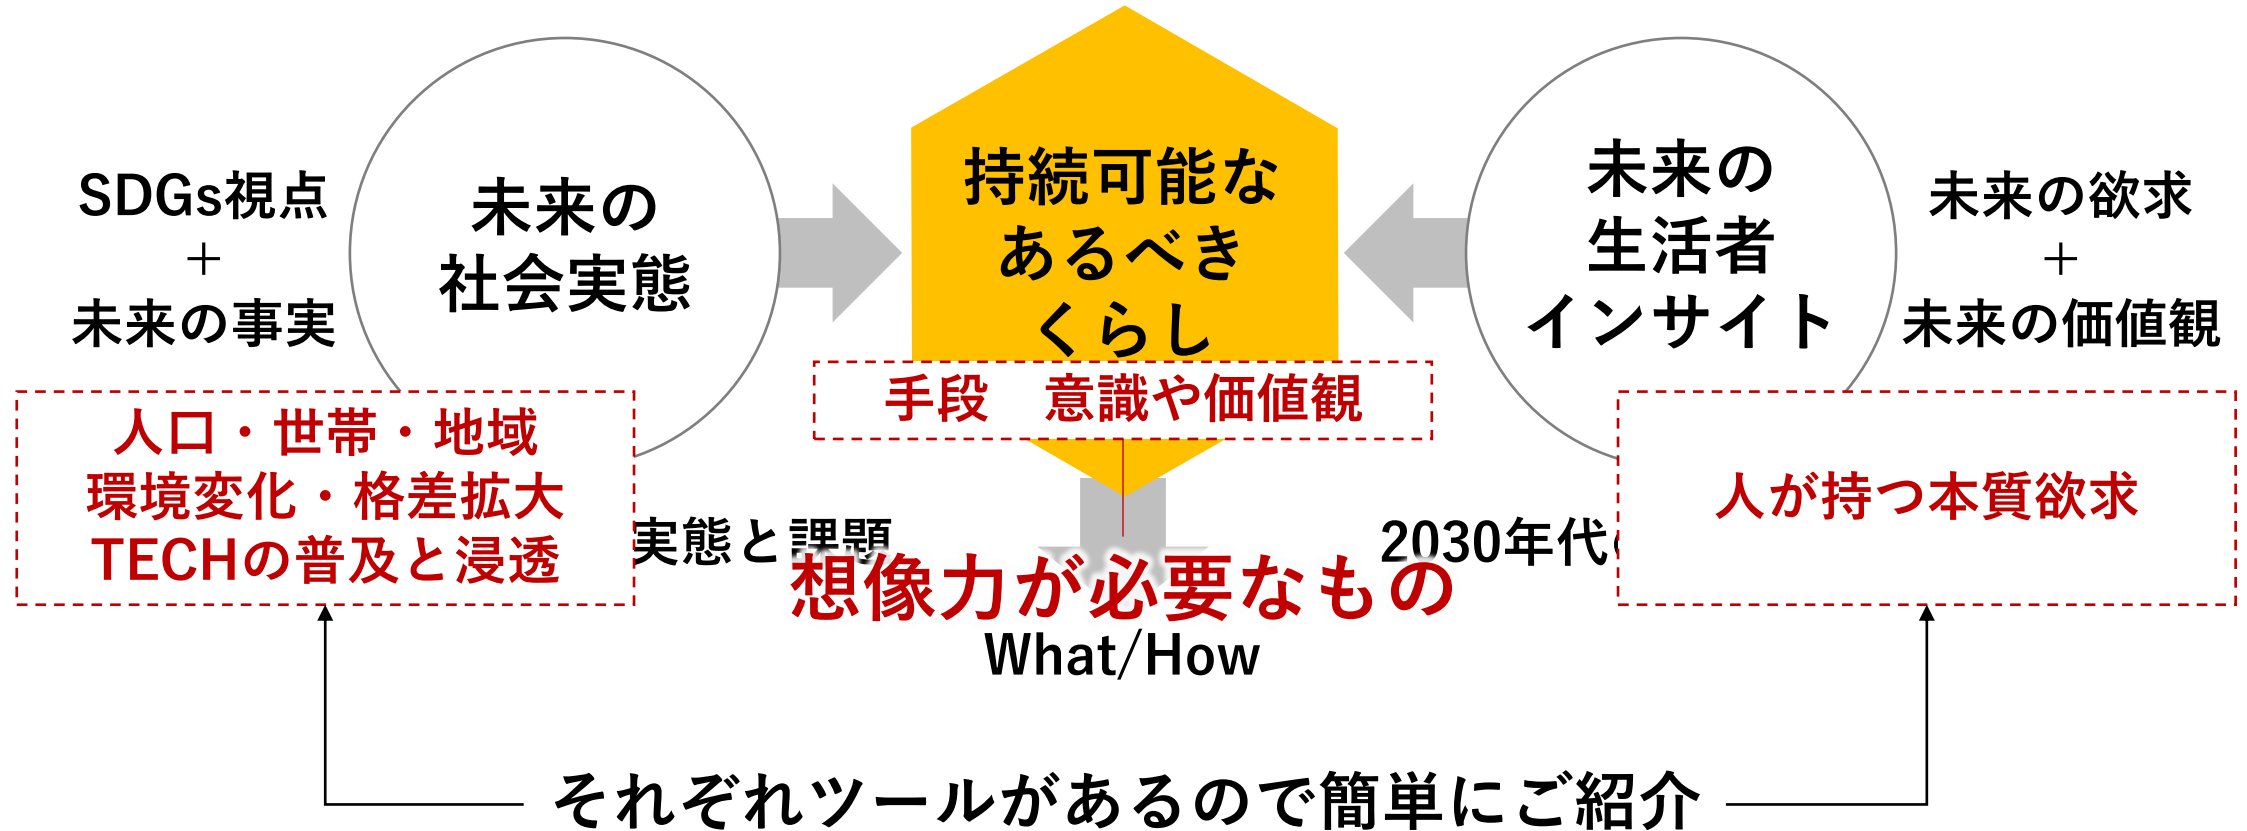 SDGs視点
+
未来の事実
未来の
社会実態
持続可能な
あるべき
くらし
未来の
生活者
インサイト
未来の欲求
+
未来の価値観
人口・世帯・地域
環境変化・格差拡大
TECHの普及と浸透
手段　意識や価値観
人が持つ本質欲求
実態と課題
2030年代
想像力が必要なもの
What/How
それぞれツールがあるので簡単にご紹介